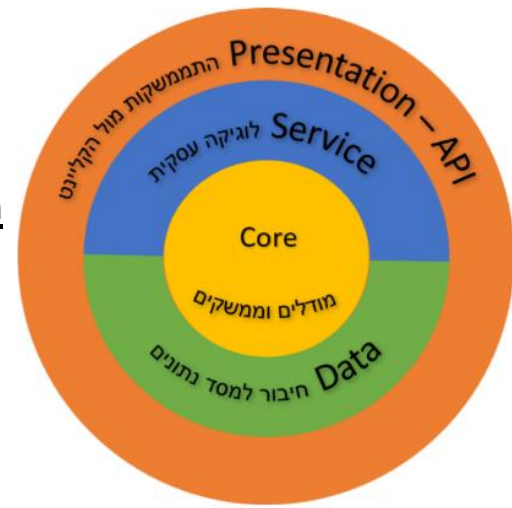 Presentation – API התממשקות מול הקליינט
Service לוגיקה עסקית
Core
מודלים וממשקים
Data חיבור למסד נתונים